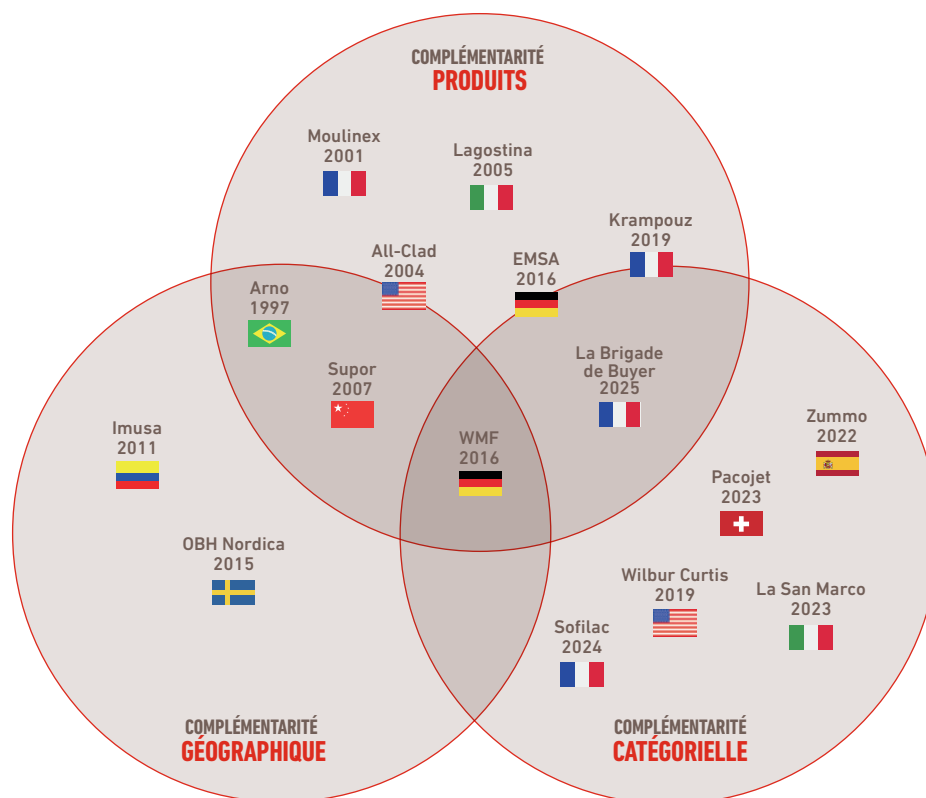 COMPLÉMENTARITÉ
PRODUITS
Moulinex
2001
Lagostina
2005
Krampouz
2019
All-Clad
2004
EMSA
2016
Arno
1997
Supor
2007
La Brigade
de Buyer
2025
WMF
2016
Imusa
2011
OBH Nordica
2015
Zummo
2022
Pacojet
2023
Wilbur Curtis
2019
La San Marco
2023
Sofilac
2024
COMPLÉMENTARITÉ
GÉOGRAPHIQUE
COMPLÉMENTARITÉ
CATÉGORIELLE